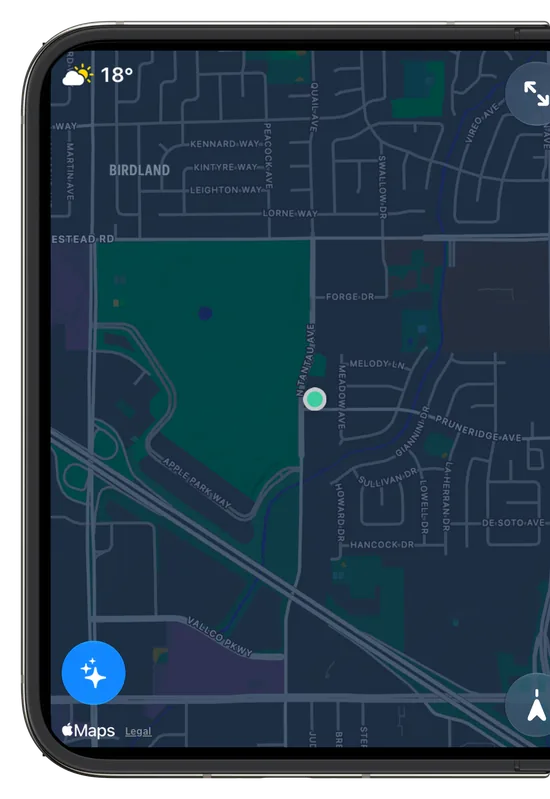 18°
QUAIL-AVE
VIREO-AVE
WAY
MARTIN-AVE
PEACOCK-AVE
KENNARD-WAY
BIRDLAND
KINTYRE-WAY
SWALLOW-DR
LEIGHTON-WAY
LORNE-WAY
ESTEAD-RD
FORGE-DR
N-TANTAU-AVE
MELODY-LN
MEADOW-AVE
GIANNINI-DR
PRUNERIDGE-AVE
APPLE-PARK-WAY
SULLIVAN-DR
LA-HERRAN-DR
HOWARD-DR
LOWELL-DR
DE-SOTO-AVE
HANCOCK-DR
VALLCO-PKWY
Maps Legal